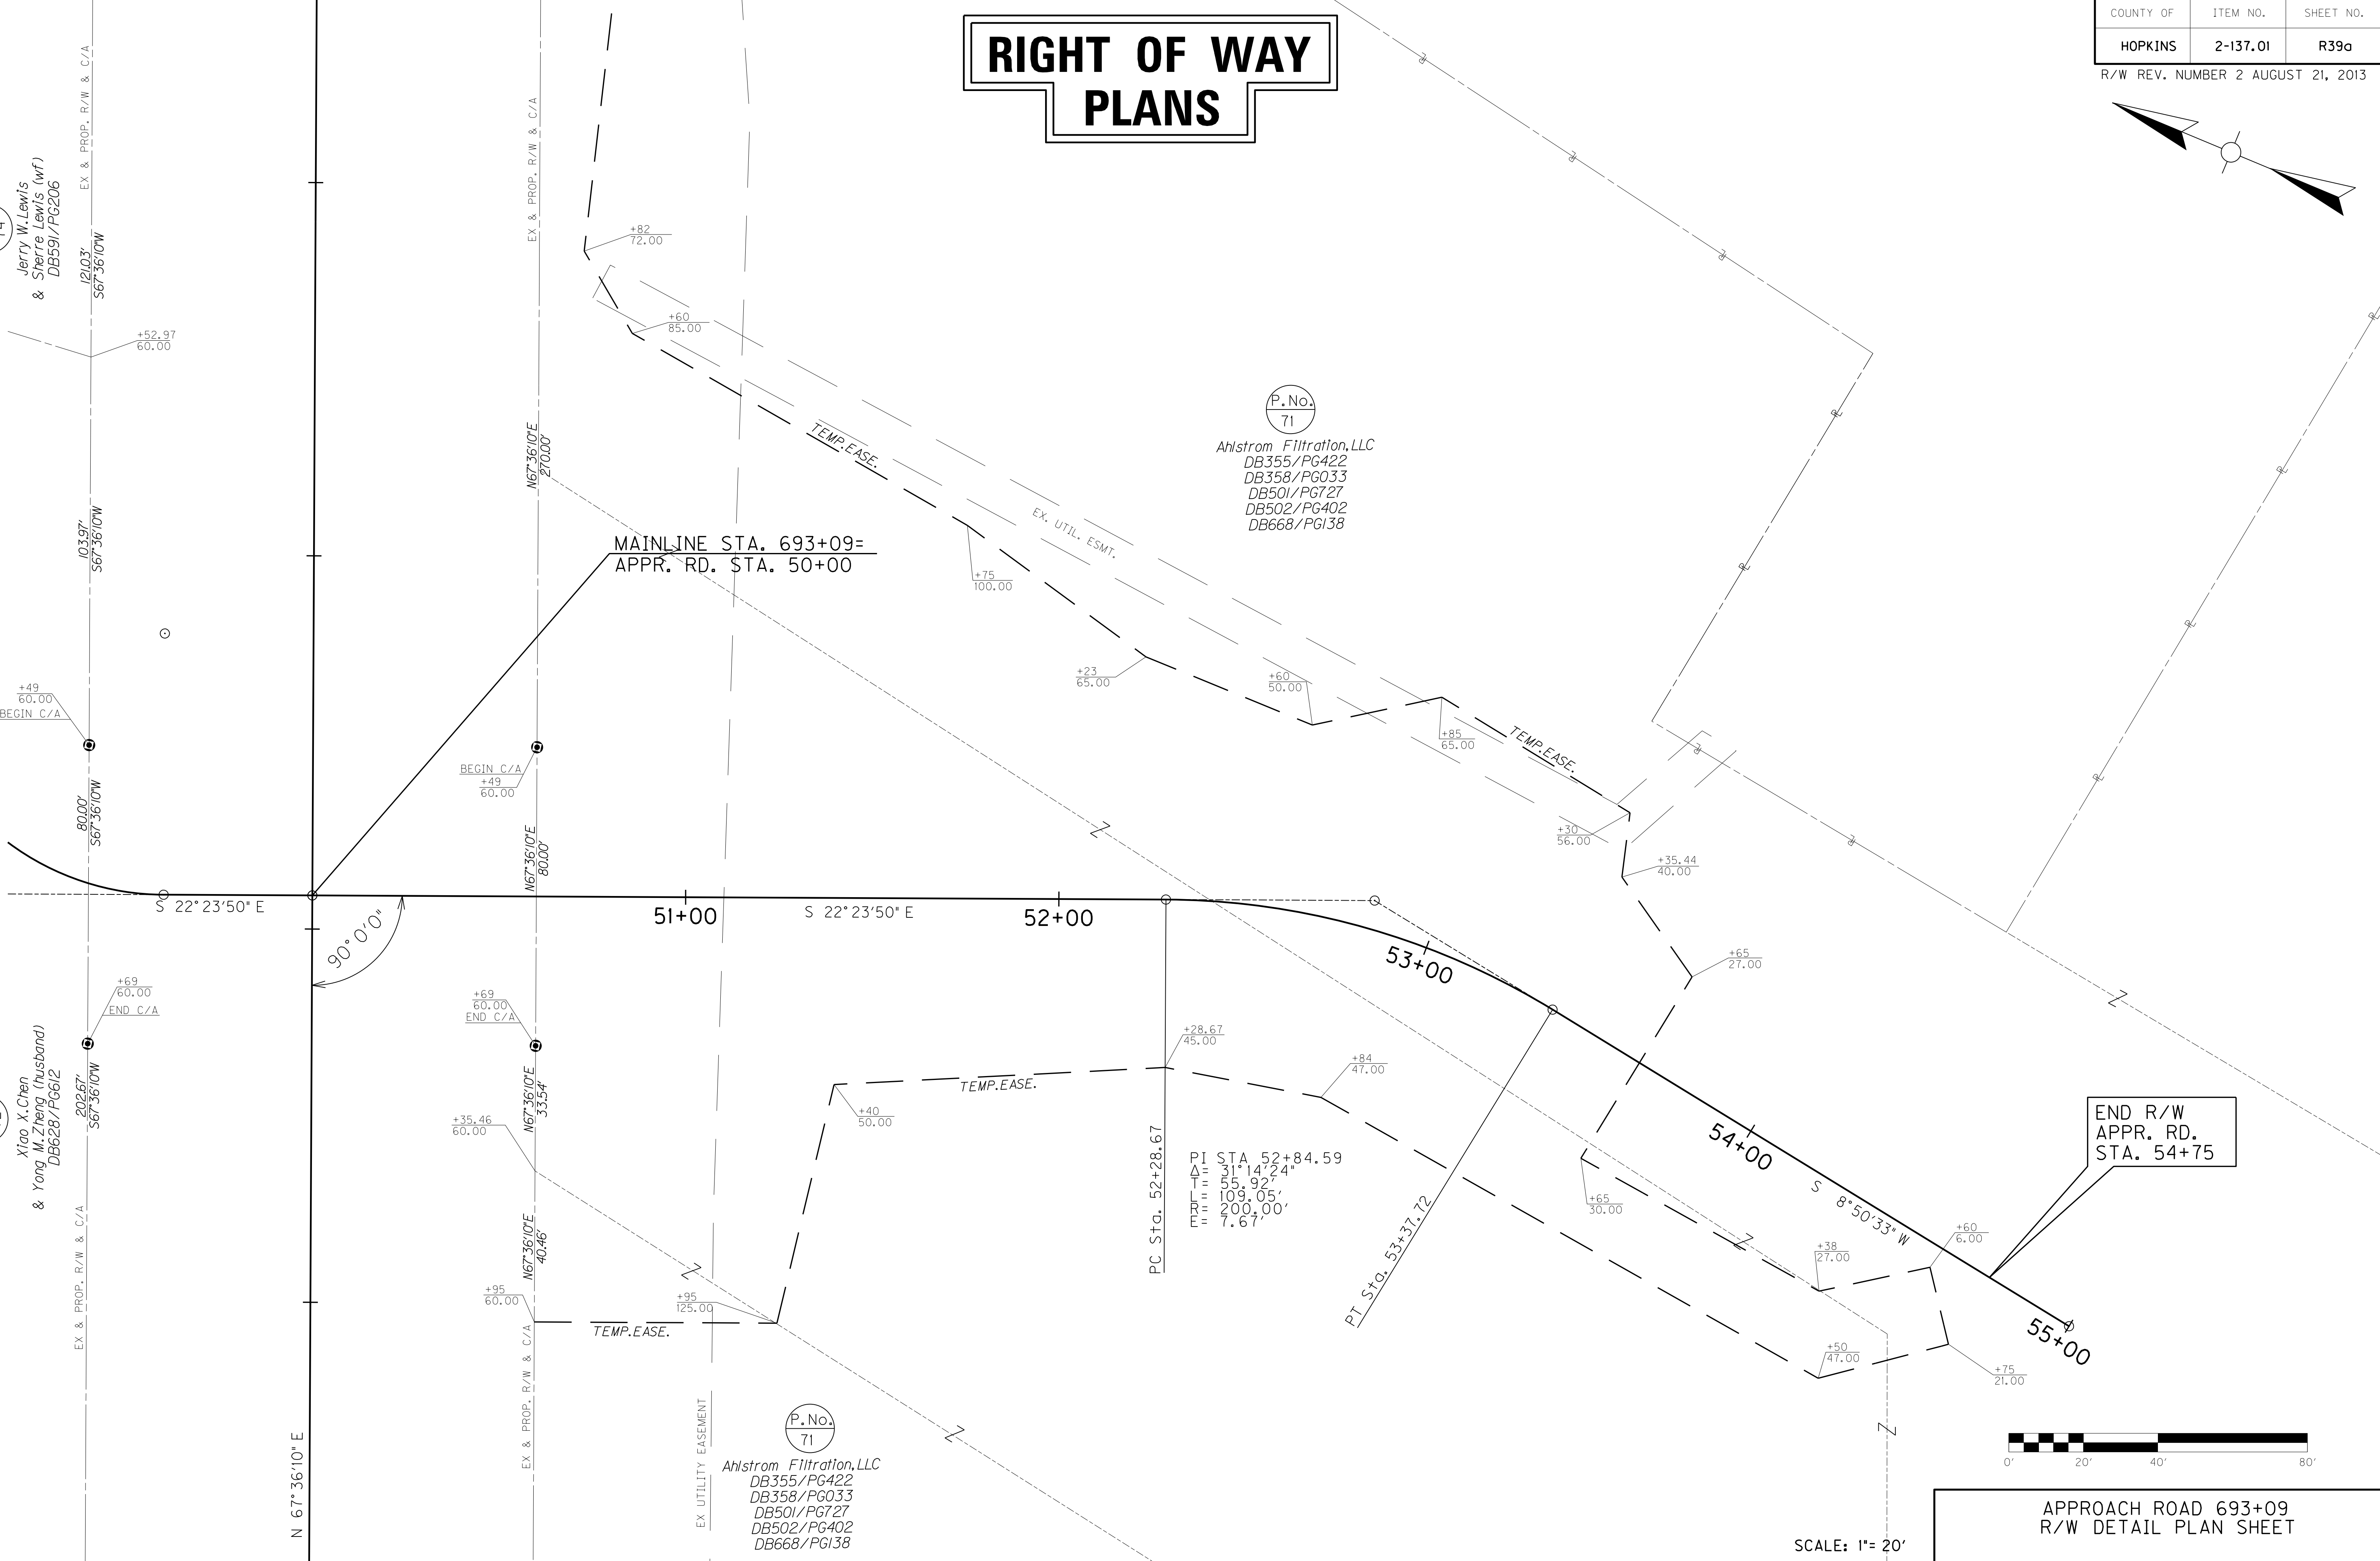 RIGHT OF WAY
PLANS
COUNTY OF
ITEM NO.
SHEET NO.
HOPKINS
2-137.01
R39a
R/W REV. NUMBER 2 AUGUST 21, 2013
EX & PROP. R/W & C/A
Jerry W. Lewis
& Sherre Lewis (wf)
DB591/PG206
121.03'
S67°36'10"W
+52.97
60.00
103.97'
S67°36'10"W
+49
60.00
BEGIN C/A
80.00'
S67°36'10"W
S 22°23'50" E
+69
60.00
END C/A
Xiao X. Chen
& Yong M. Zheng (husband)
DB628/PG612
202.67'
S67°36'10"W
EX & PROP. R/W & C/A
N 67°36'10" E
90°0'0"
EX & PROP. R/W & C/A
N67°36'10"E
270.00'
MAINLINE STA. 693+09=
APPR. RD. STA. 50+00
BEGIN C/A
+49
60.00
N67°36'10"E
80.00'
51+00
S 22°23'50" E
52+00
53+00
54+00
S 8°50'33" W
55+00
+69
60.00
END C/A
N67°36'10"E
33.54'
+35.46
60.00
N67°36'10"E
40.46'
+95
60.00
EX & PROP. R/W & C/A
TEMP. EASE.
+95
125.00
EX UTILITY EASEMENT
+82
72.00
+60
85.00
TEMP. EASE.
EX. UTIL. ESMT.
+75
100.00
+23
65.00
+60
50.00
+85
65.00
TEMP. EASE.
+30
56.00
+35.44
40.00
+65
27.00
P.No.
71
Ahlstrom Filtration, LLC
DB355/PG422
DB358/PG033
DB501/PG727
DB502/PG402
DB668/PG138
+40
50.00
TEMP. EASE.
+28.67
45.00
+84
47.00
PC Sta. 52+28.67
PI STA 52+84.59
Δ= 31°14'24"
T= 55.92'
L= 109.05'
R= 200.00'
E= 7.67'
PT Sta. 53+37.72
+65
30.00
+38
27.00
+60
6.00
+50
47.00
+75
21.00
END R/W
APPR. RD.
STA. 54+75
P.No.
71
Ahlstrom Filtration, LLC
DB355/PG422
DB358/PG033
DB501/PG727
DB502/PG402
DB668/PG138
0'
20'
40'
80'
SCALE: 1"= 20'
APPROACH ROAD 693+09
R/W DETAIL PLAN SHEET